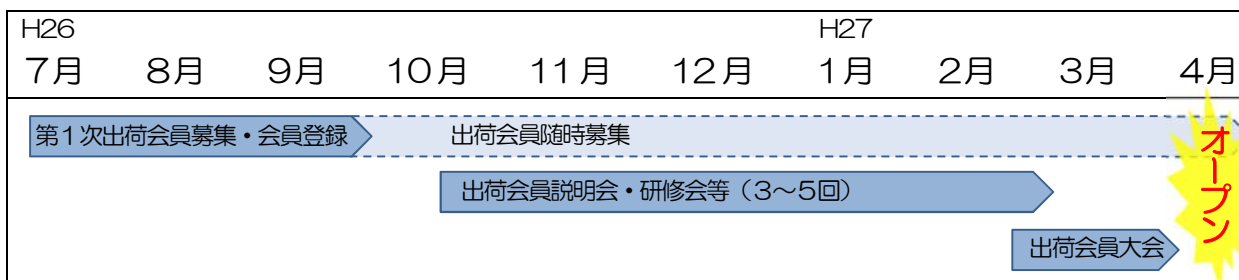 H26 H27
7月 8月 9月 10月 11月 12月 1月 2月 3月 4月
第1次出荷会員募集・会員登録 出荷会員随時募集
出荷会員説明会・研修会等（3～5回）
出荷会員大会
オープン